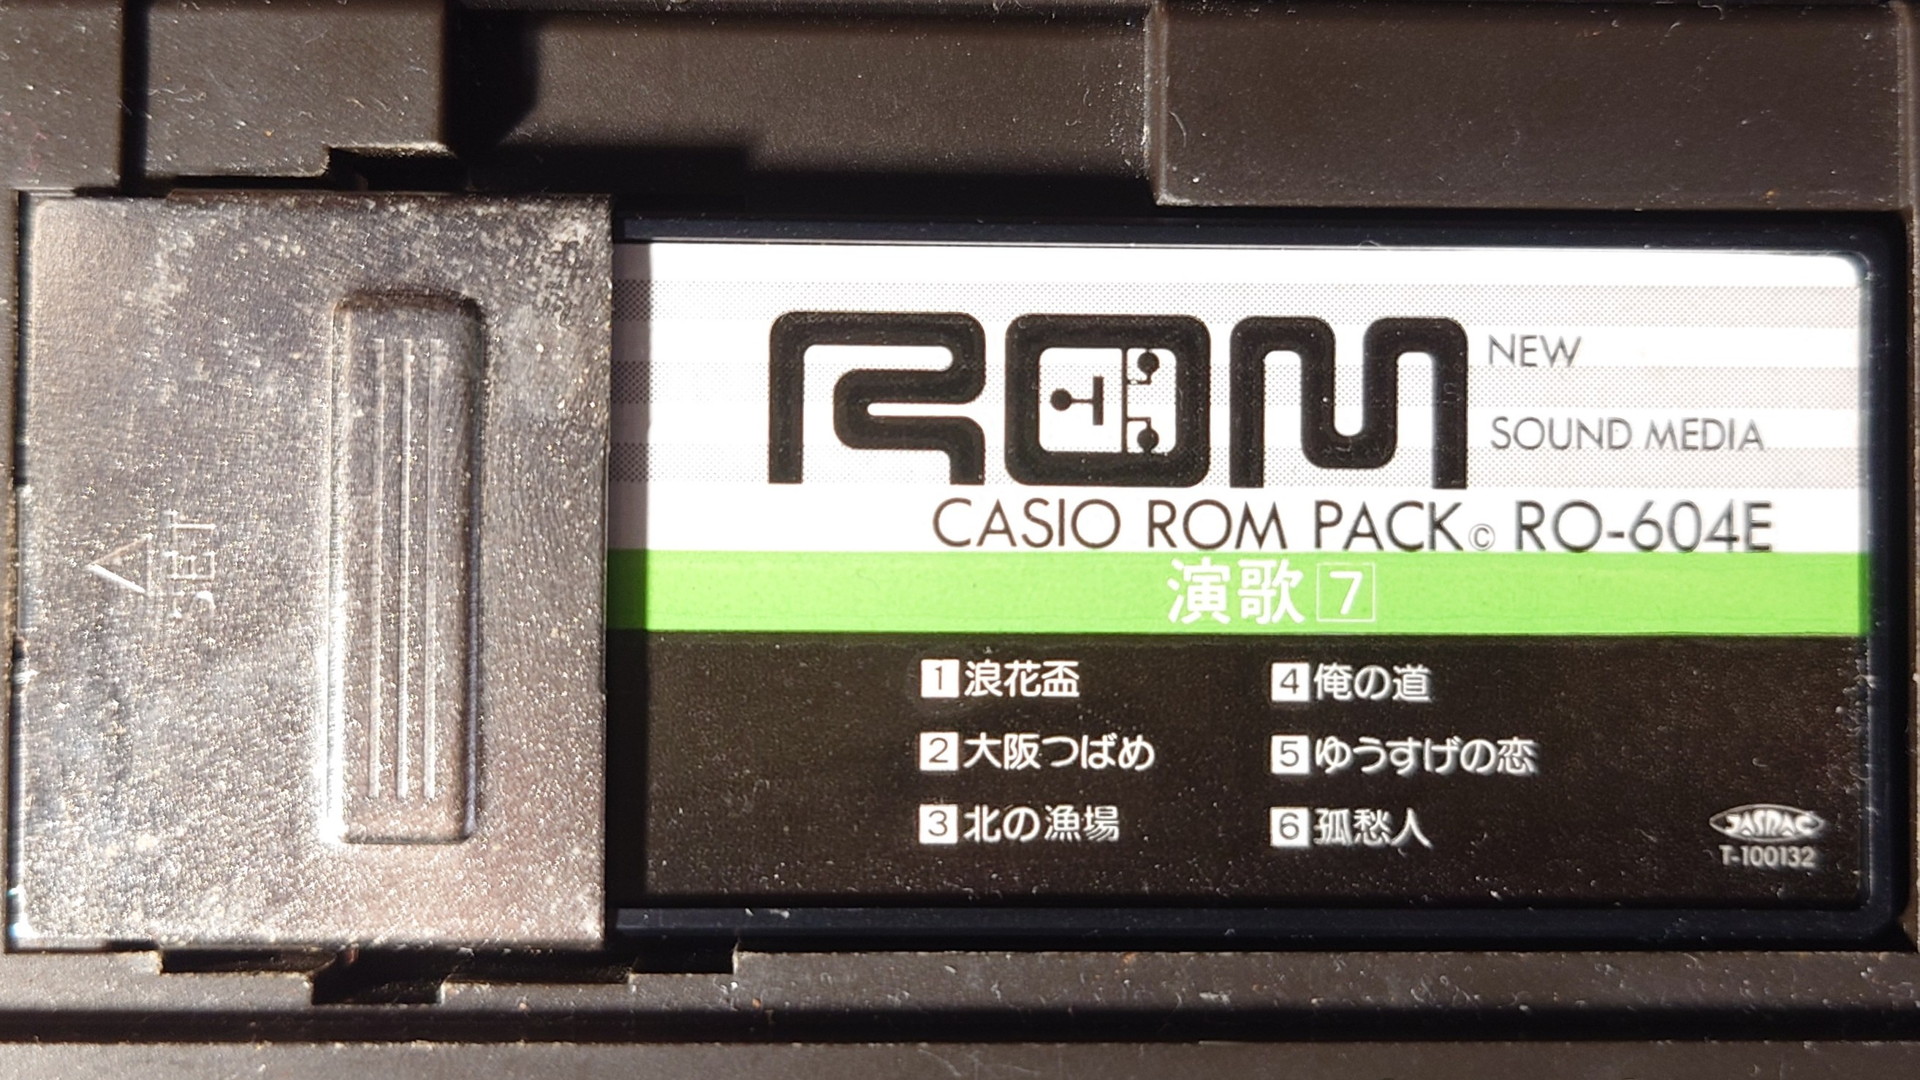 △ SET
ROM
NEW
SOUND MEDIA
CASIO ROM PACK © RO-604E
演歌 7
1 浪花盃
2 大阪つばめ
3 北の漁場
4 俺の道
5 ゆうすげの恋
6 孤愁人
JASRAC
T-100132